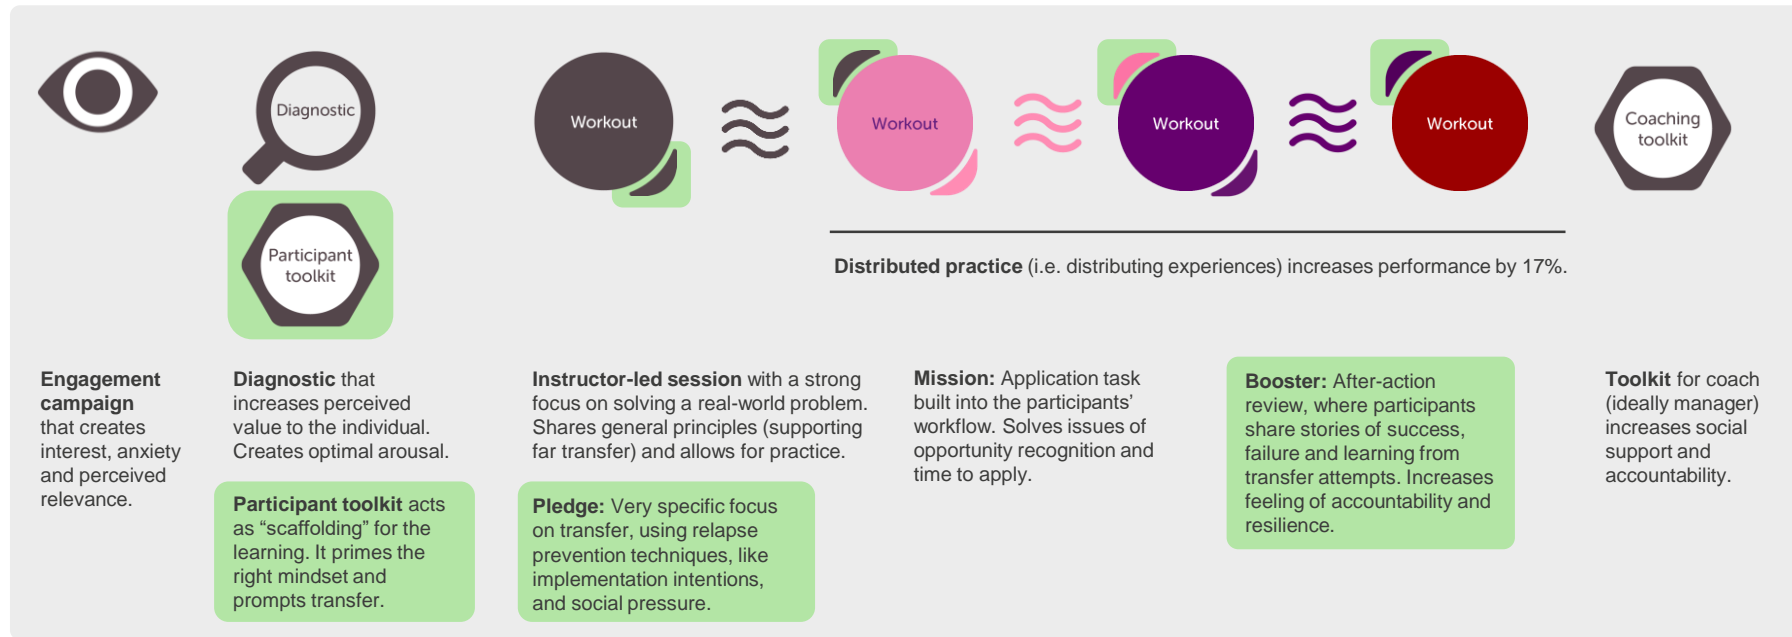 Diagnostic
Participant
toolkit
Workout
Workout
Workout
Workout
Coaching
toolkit
Distributed practice (i.e. distributing experiences) increases performance by 17%.
Engagement
campaign
that creates
interest, anxiety
and perceived
relevance.
Diagnostic that
increases perceived
value to the individual.
Creates optimal arousal.
Participant toolkit acts
as “scaffolding” for the
learning. It primes the
right mindset and
prompts transfer.
Instructor-led session with a strong
focus on solving a real-world problem.
Shares general principles (supporting
far transfer) and allows for practice.
Pledge: Very specific focus
on transfer, using relapse
prevention techniques, like
implementation intentions,
and social pressure.
Mission: Application task
built into the participants’
workflow. Solves issues of
opportunity recognition and
time to apply.
Booster: After-action
review, where participants
share stories of success,
failure and learning from
transfer attempts. Increases
feeling of accountability and
resilience.
Toolkit for coach
(ideally manager)
increases social
support and
accountability.